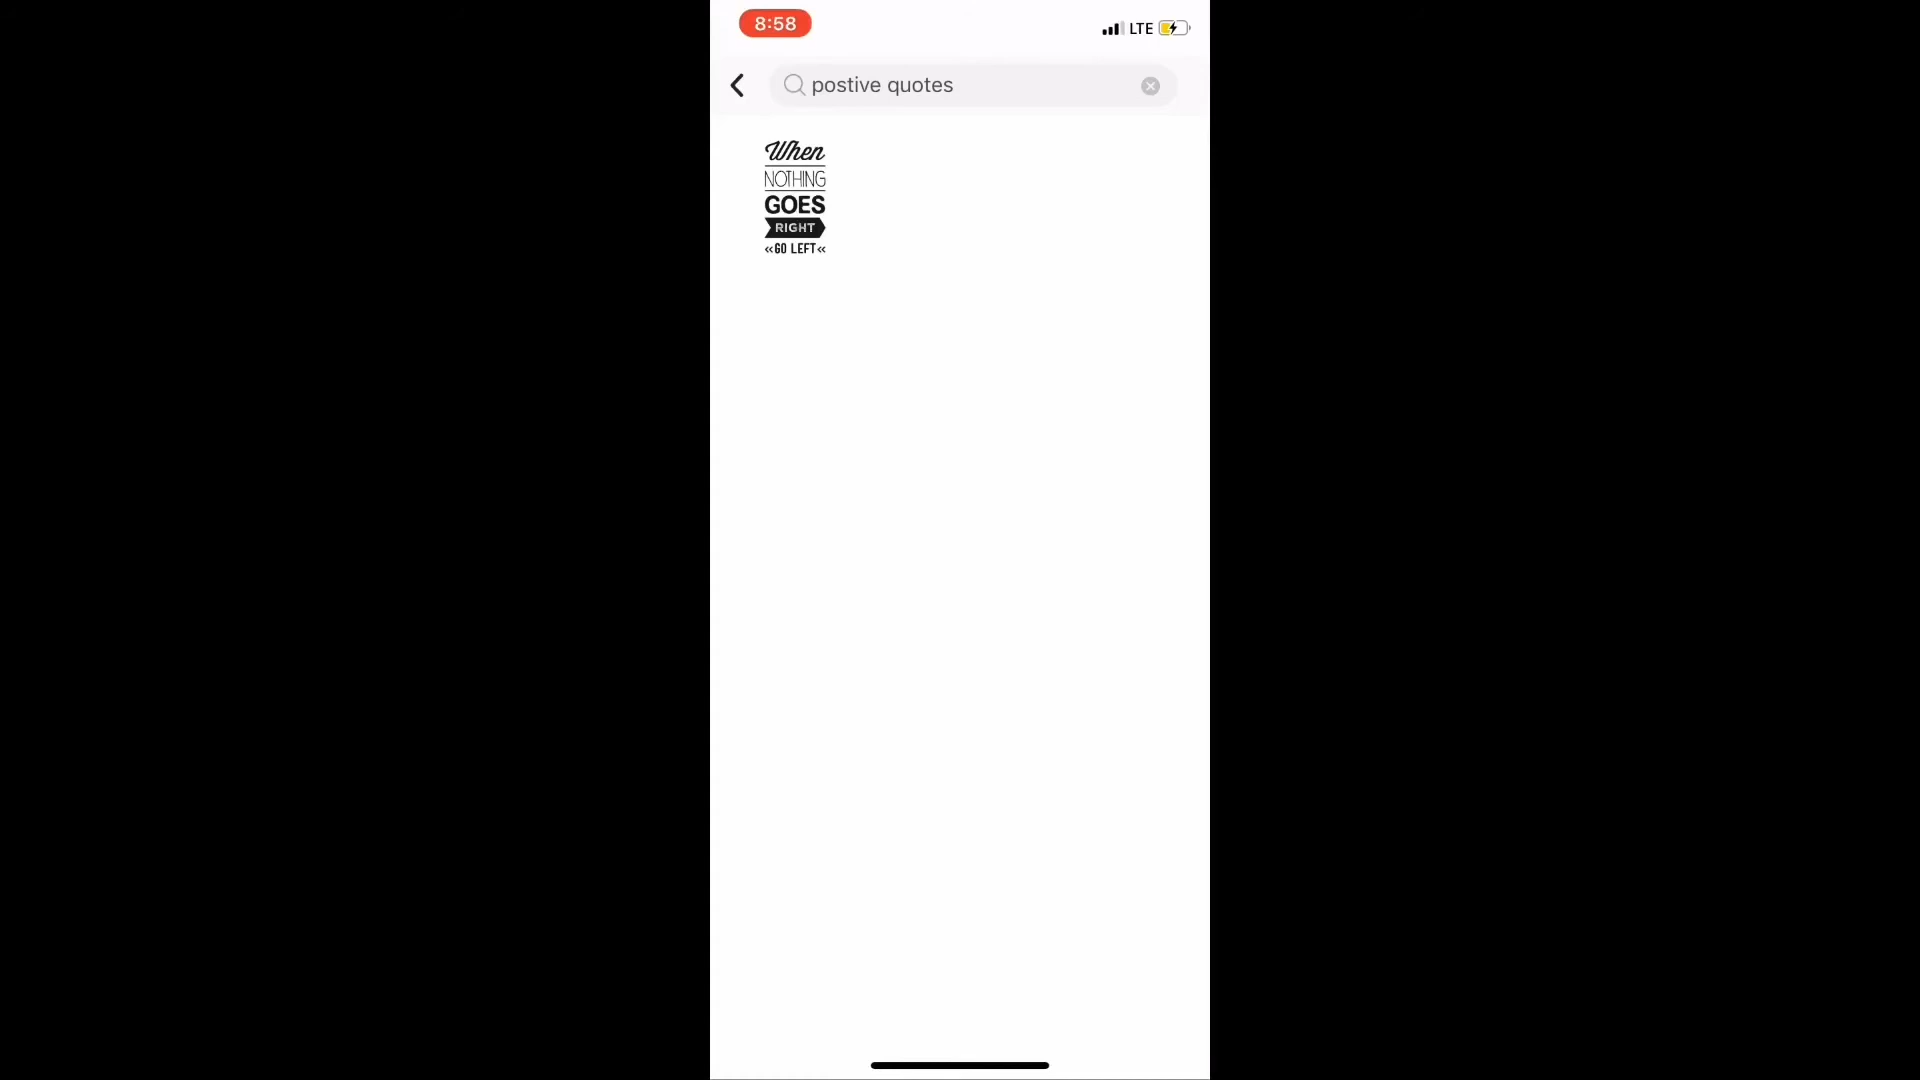 8:58
LTE
postive quotes
When
NOTHING
GOES
RIGHT
«GO LEFT«